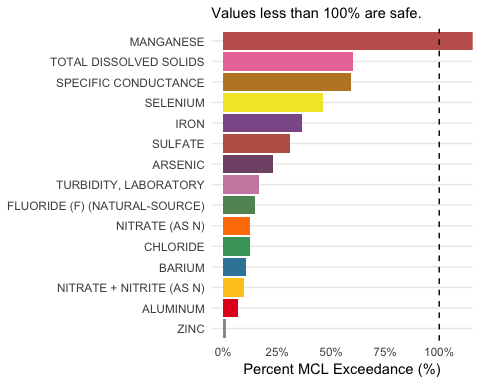 Values less than 100% are safe.
MANGANESE
TOTAL DISSOLVED SOLIDS
SPECIFIC CONDUCTANCE
SELENIUM
IRON
SULFATE
ARSENIC
TURBIDITY, LABORATORY
FLUORIDE (F) (NATURAL-SOURCE)
NITRATE (AS N)
CHLORIDE
BARIUM
NITRATE + NITRITE (AS N)
ALUMINUM
ZINC
0% 25% 50% 75% 100%
Percent MCL Exceedance (%)